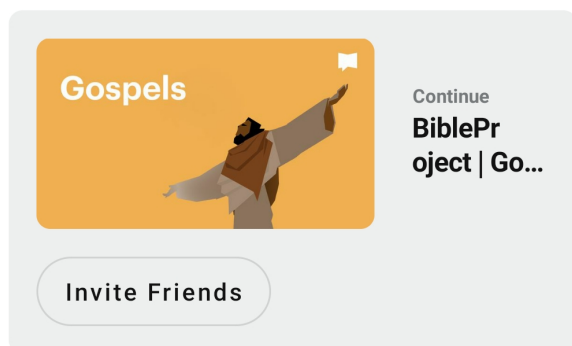 Gospels
Continue
BiblePr
oject | Go...
Invite Friends